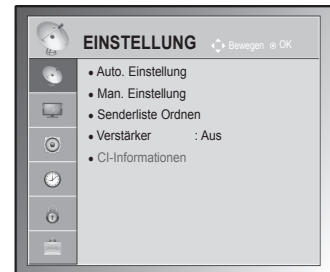 EINSTELLUNG Bewegen OK
• Auto. Einstellung
• Man. Einstellung
• Senderliste Ordnen
• Verstärker : Aus
• CI-Informationen